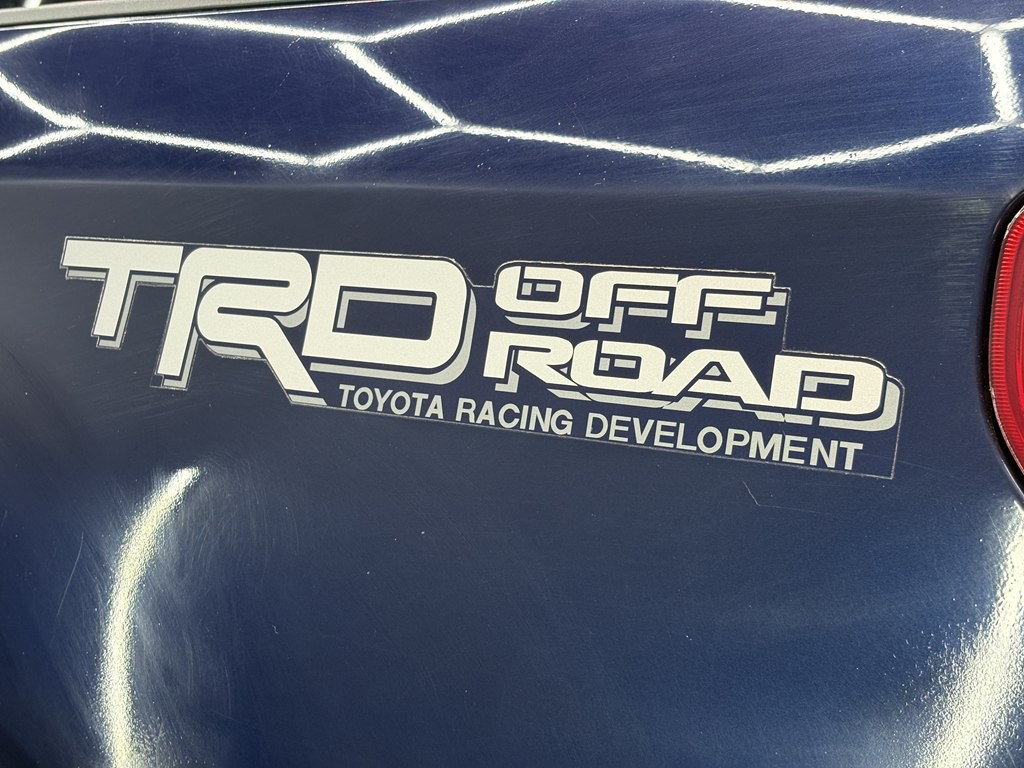 TRD OFF
ROAD
TOYOTA RACING DEVELOPMENT